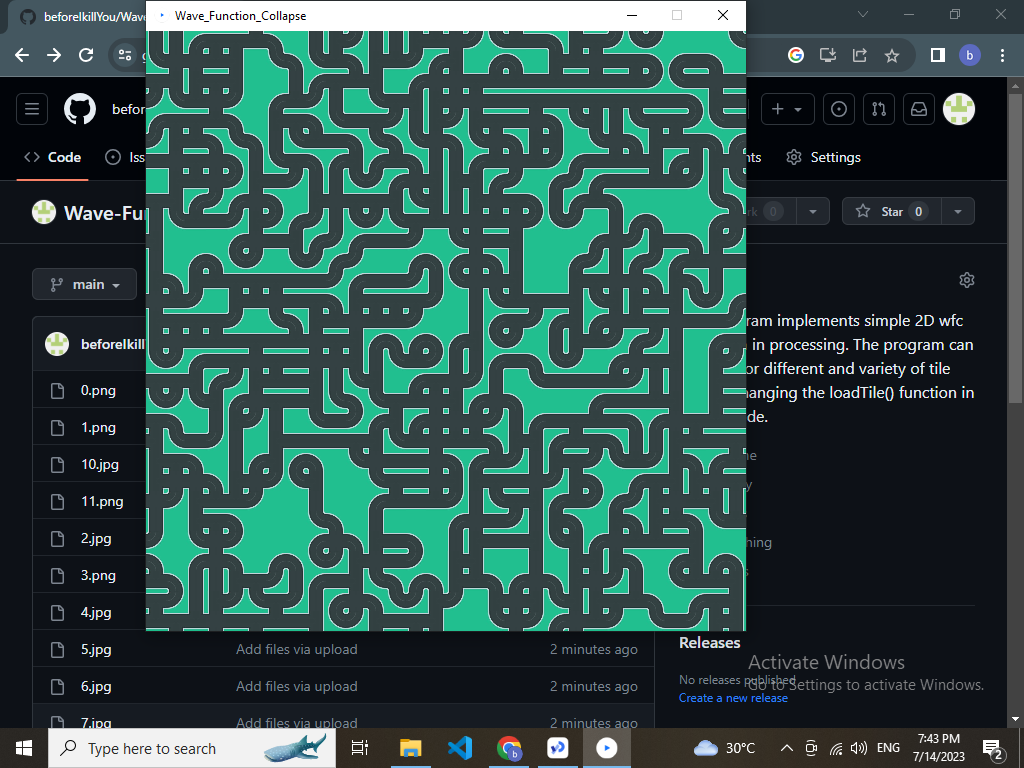 beforeIkillYou/Wave
Wave_Function_Collapse
b
befor
Code
Iss
nts
Settings
Wave-Fu
rk 0
Star 0
main
ram implements simple 2D wfc
in processing. The program can
or different and variety of tile
hanging the loadTile() function in
de.
beforeIkill
0.png
1.png
10.jpg
11.png
2.jpg
3.png
4.jpg
5.jpg Add files via upload 2 minutes ago
6.jpg Add files via upload 2 minutes ago
7.jpg Add files via upload 2 minutes ago
me
y
hing
s
Releases
No releases published
Create a new release
Activate Windows
Go to Settings to activate Windows.
Type here to search
30°C
ENG
7:43 PM
7/14/2023
2